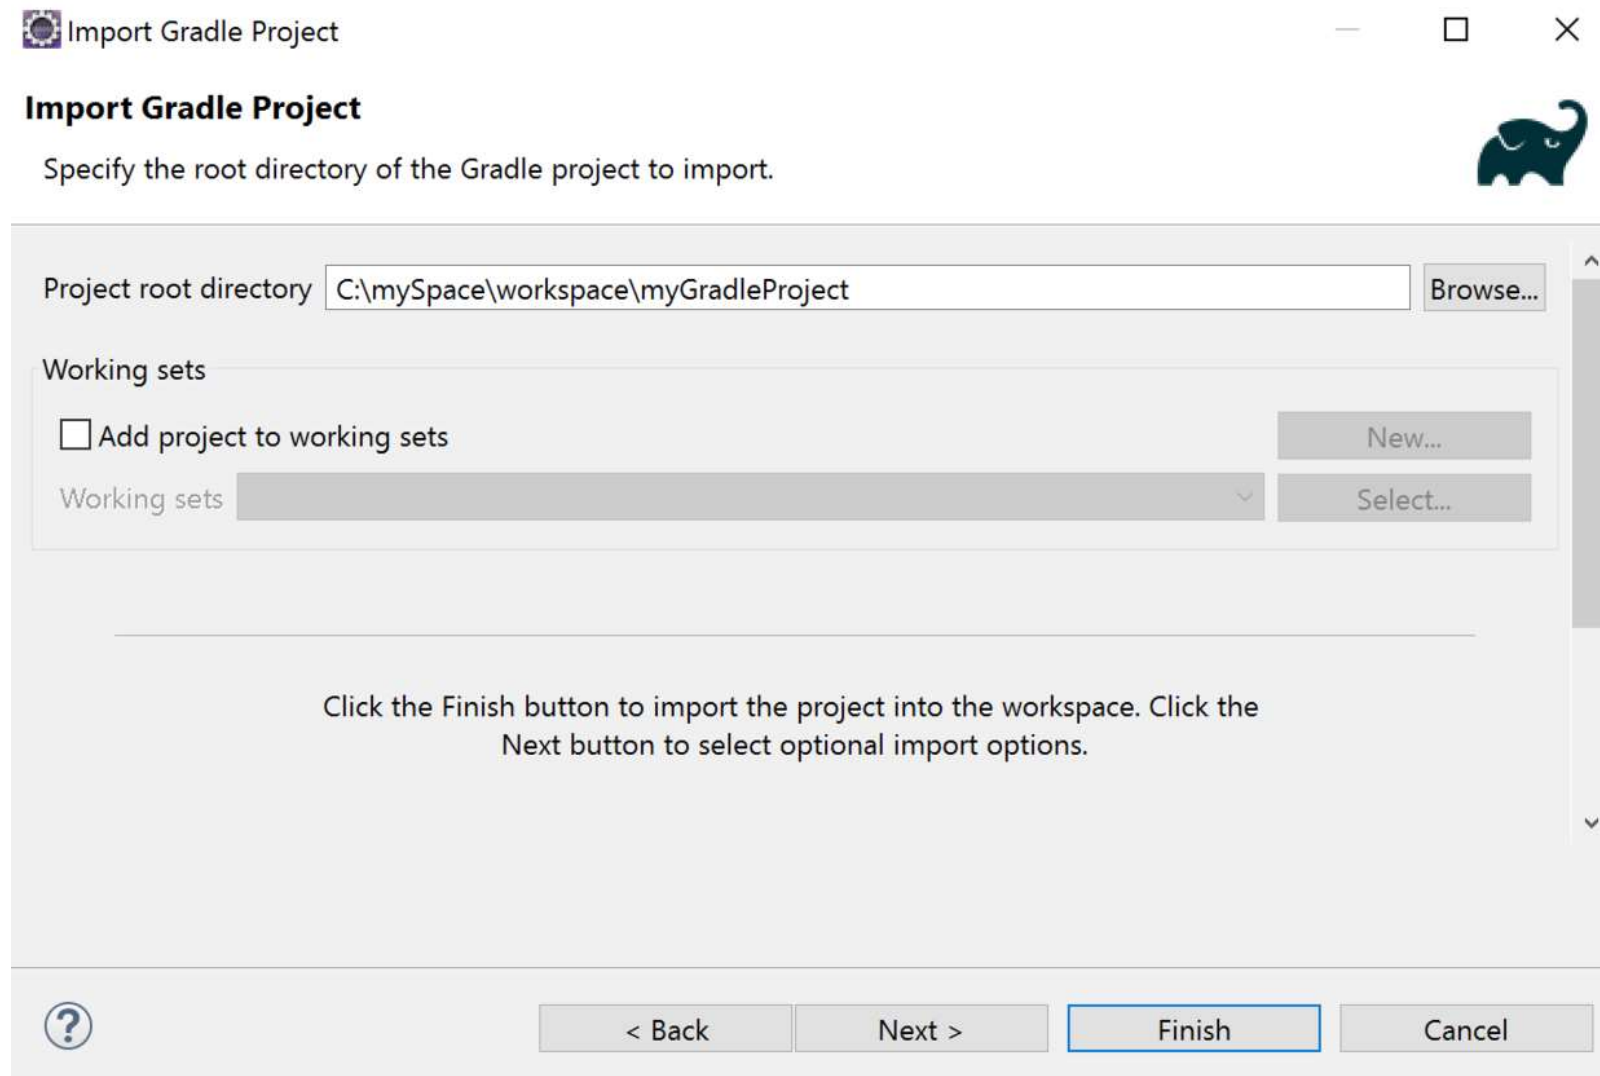 Import Gradle Project
Import Gradle Project
Specify the root directory of the Gradle project to import.
Project root directory C:\mySpace\workspace\myGradleProject Browse...
Working sets
Add project to working sets New...
Working sets Select...
Click the Finish button to import the project into the workspace. Click the
Next button to select optional import options.
? < Back Next > Finish Cancel